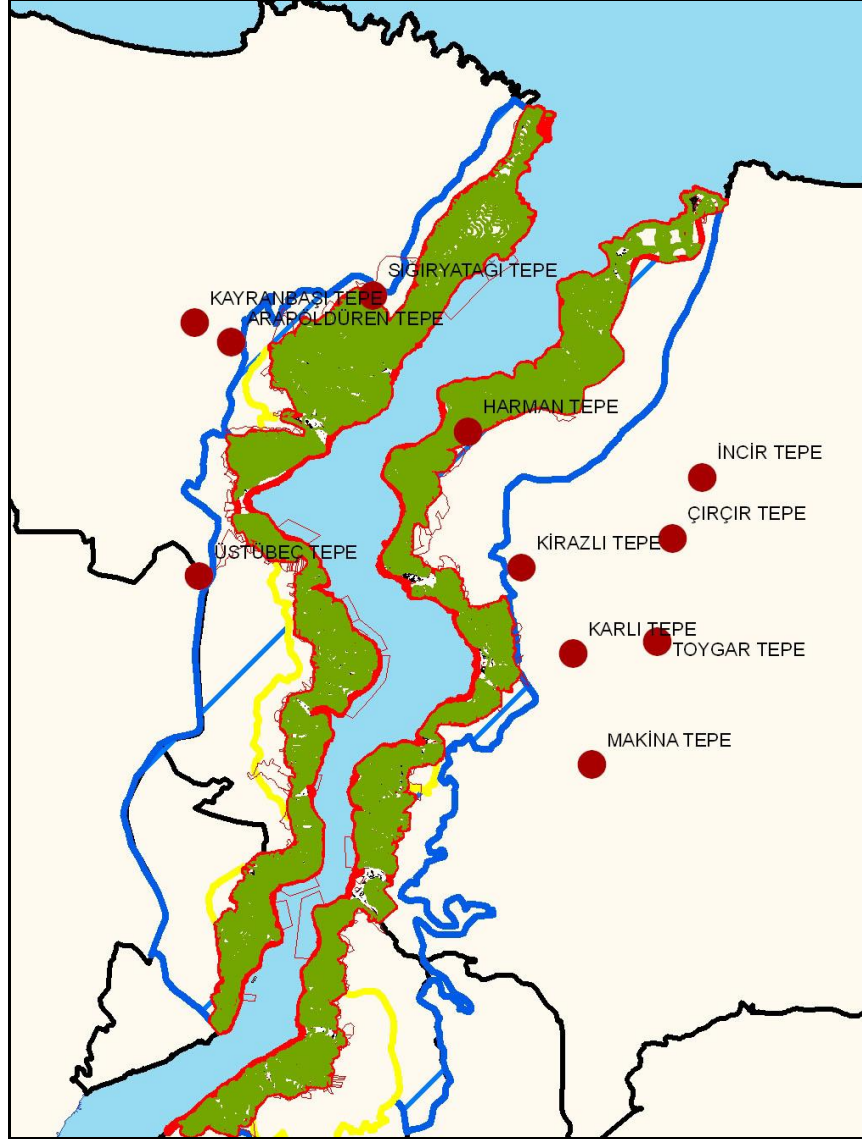 SIĞIRYATAĞI TEPE
KAYRANBAŞI TEPE
ARAPÖLDÜREN TEPE
HARMAN TEPE
İNCİR TEPE
ÇIRÇIR TEPE
KİRAZLI TEPE
ÜSTÜBEÇ TEPE
KARLI TEPE
TOYGAR TEPE
MAKİNA TEPE